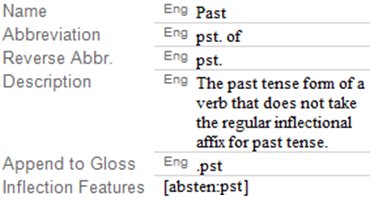 Name Eng Past
Abbreviation Eng pst. of
Reverse Abbr. Eng pst.
Description Eng The past tense form of a
verb that does not take
the regular inflectional
affix for past tense.
Append to Gloss Eng .pst
Inflection Features [absten:pst]